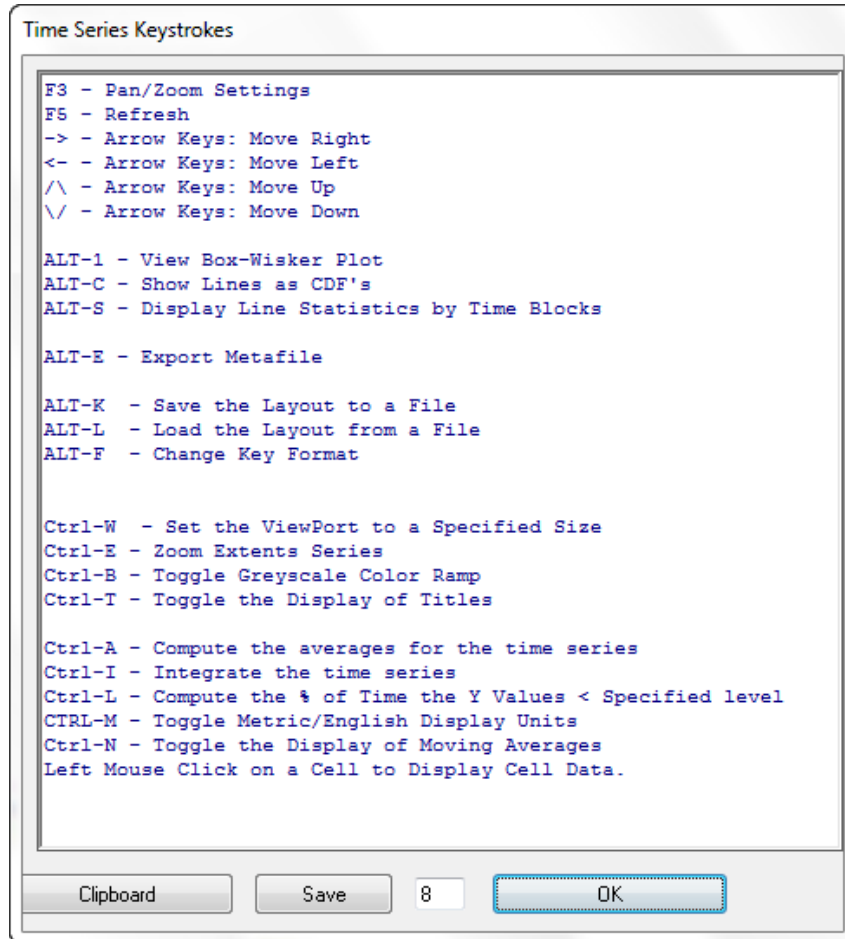 Time Series Keystrokes
F3 - Pan/Zoom Settings
F5 - Refresh
-> - Arrow Keys: Move Right
<- - Arrow Keys: Move Left
/\ - Arrow Keys: Move Up
\/ - Arrow Keys: Move Down
ALT-1 - View Box-Wisker Plot
ALT-C - Show Lines as CDF's
ALT-S - Display Line Statistics by Time Blocks
ALT-E - Export Metafile
ALT-K  - Save the Layout to a File
ALT-L  - Load the Layout from a File
ALT-F  - Change Key Format
Ctrl-W  - Set the ViewPort to a Specified Size
Ctrl-E - Zoom Extents Series
Ctrl-B - Toggle Greyscale Color Ramp
Ctrl-T - Toggle the Display of Titles
Ctrl-A - Compute the averages for the time series
Ctrl-I - Integrate the time series
Ctrl-L - Compute the % of Time the Y Values < Specified level
CTRL-M - Toggle Metric/English Display Units
Ctrl-N - Toggle the Display of Moving Averages
Left Mouse Click on a Cell to Display Cell Data.
Clipboard Save 8 OK